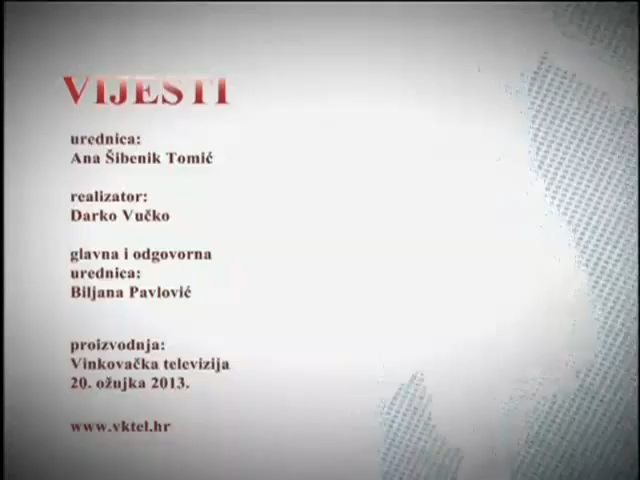 VIJESTI
urednica:
Ana Šibenik Tomić
realizator:
Darko Vučko
glavna i odgovorna
urednica:
Biljana Pavlović
proizvodnja:
Vinkovačka televizija
20. ožujka 2013.
www.vktel.hr